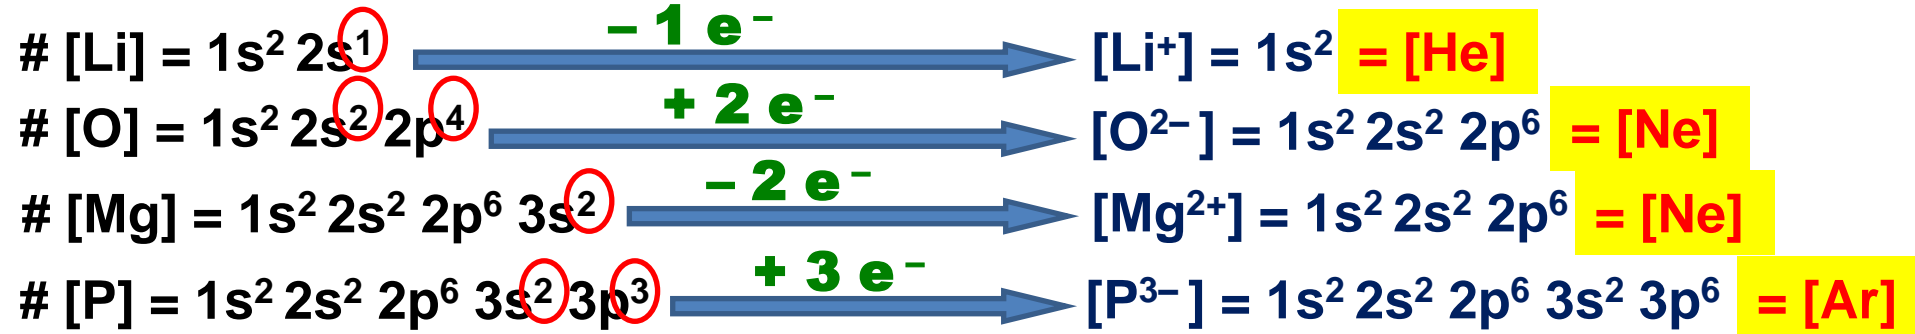 # [Li] = 1s² 2s¹ – 1 e⁻ [Li⁺] = 1s² = [He]
# [O] = 1s² 2s² 2p⁴ + 2 e⁻ [O²⁻ ] = 1s² 2s² 2p⁶ = [Ne]
# [Mg] = 1s² 2s² 2p⁶ 3s² – 2 e⁻ [Mg²⁺] = 1s² 2s² 2p⁶ = [Ne]
# [P] = 1s² 2s² 2p⁶ 3s² 3p³ + 3 e⁻ [P³⁻ ] = 1s² 2s² 2p⁶ 3s² 3p⁶ = [Ar]